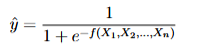 ŷ = 1 / (1 + e^{-f(X₁,X₂,...,Xₙ)})